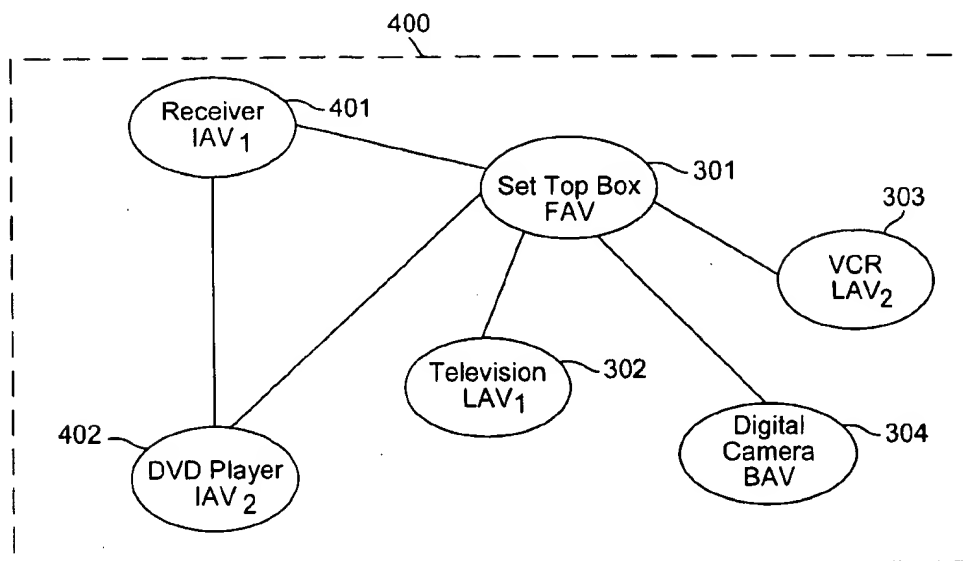 400
Receiver
IAV1
401
Set Top Box
FAV
301
303
VCR
LAV2
Television
LAV1
302
402
DVD Player
IAV2
Digital
Camera
BAV
304